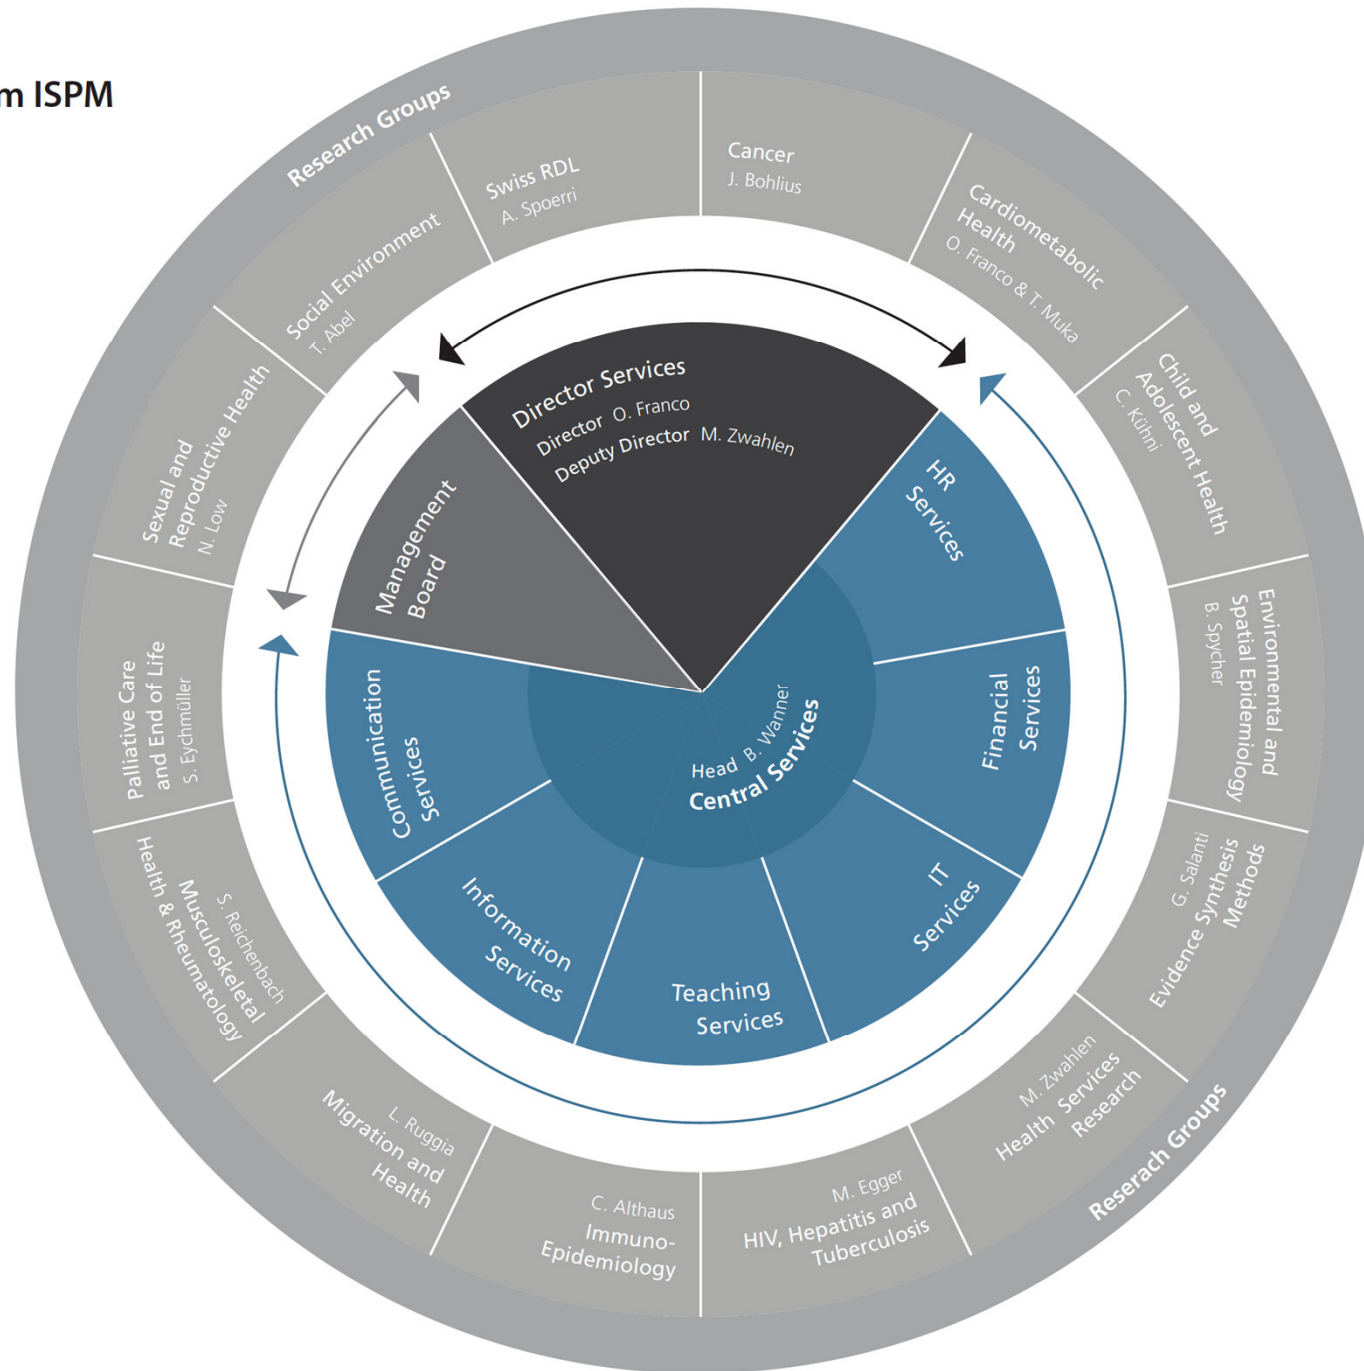 m ISPM
Research Groups
Swiss RDL
A. Spoerri
Cancer
J. Bohlius
Cardiometabolic
Health
O. Franco & T. Muka
Child and
Adolescent Health
C. Kühni
Environmental and
Spatial Epidemiology
B. Spycher
G. Salanti
Evidence Synthesis
Methods
M. Zwahlen
Health Services
Research
Reserach Groups
M. Egger
HIV, Hepatitis and
Tuberculosis
C. Althaus
Immuno-
Epidemiology
L. Ruggia
Migration and
Health
S. Reichenbach
Musculoskeletal
Health & Rheumatology
Palliative Care
and End of Life
S. Eychmüller
Sexual and
Reproductive Health
N. Low
Social Environment
T. Abel
Director Services
Director O. Franco
Deputy Director M. Zwahlen
Management
Board
HR
Services
Financial
Services
IT
Services
Teaching
Services
Information
Services
Communication
Services
Head B. Wanner
Central Services